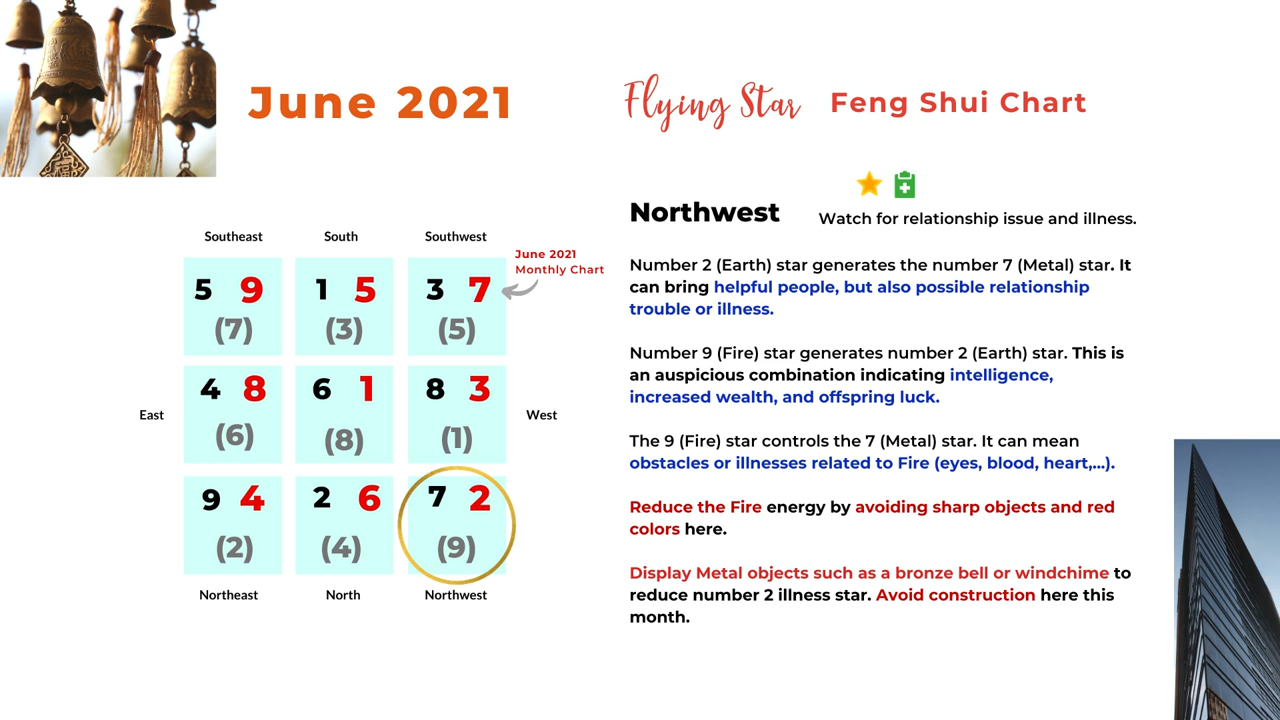 June 2021
Flying Star Feng Shui Chart
Northwest
Watch for relationship issue and illness.
Southeast South Southwest
June 2021
Monthly Chart
5 9 1 5 3 7
(7) (3) (5)
East
4 8 6 1 8 3
(6) (8) (1)
West
9 4 2 6 7 2
(2) (4) (9)
Northeast North Northwest
Number 2 (Earth) star generates the number 7 (Metal) star. It
can bring helpful people, but also possible relationship
trouble or illness.
Number 9 (Fire) star generates number 2 (Earth) star. This is
an auspicious combination indicating intelligence,
increased wealth, and offspring luck.
The 9 (Fire) star controls the 7 (Metal) star. It can mean
obstacles or illnesses related to Fire (eyes, blood, heart,...).
Reduce the Fire energy by avoiding sharp objects and red
colors here.
Display Metal objects such as a bronze bell or windchime to
reduce number 2 illness star. Avoid construction here this
month.